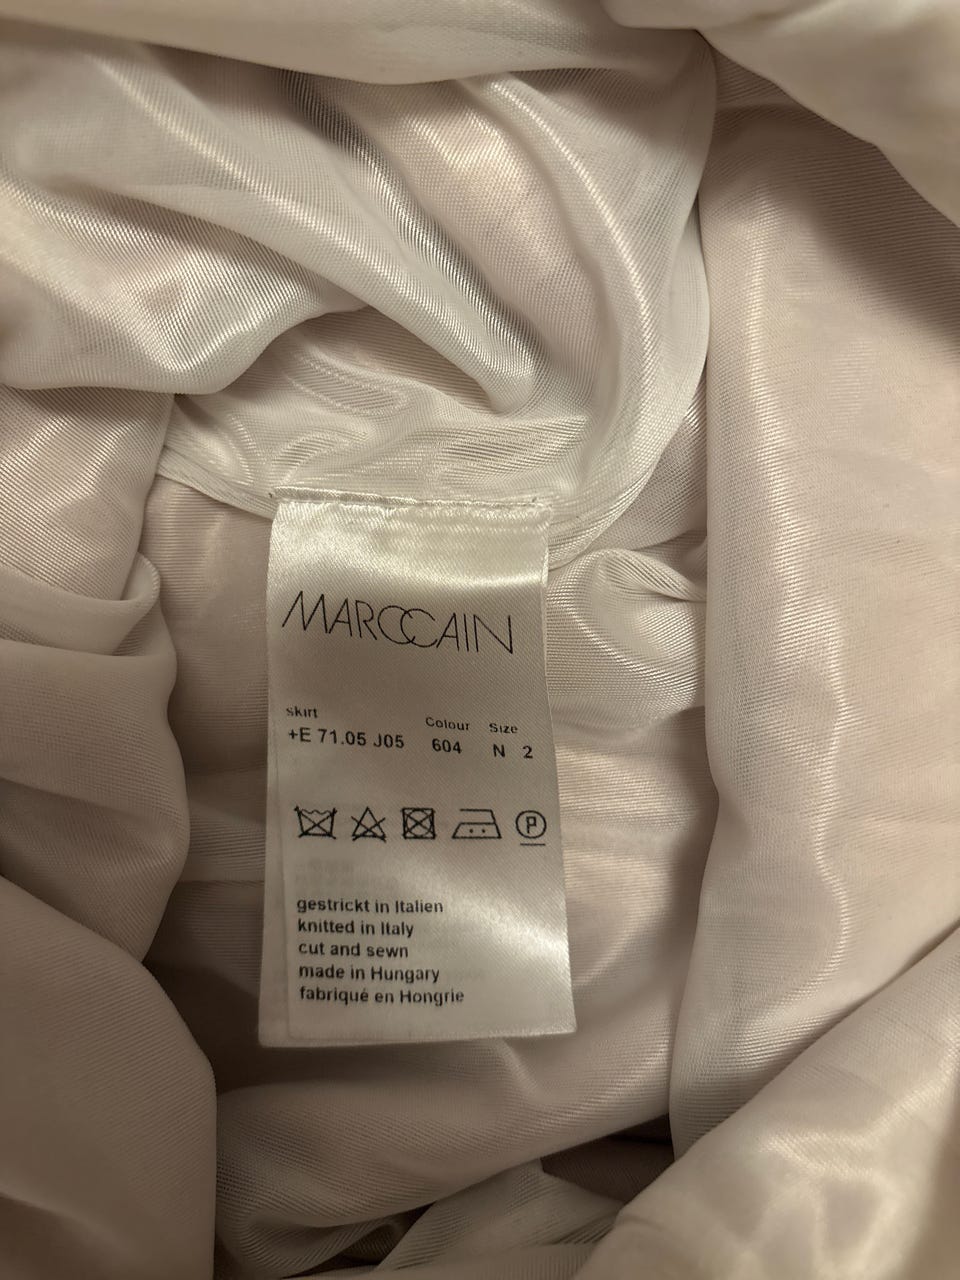 MARCCAIN
skirt Colour Size
+E 71.05 J05 604 N 2
P
gestrickt in Italien
knitted in Italy
cut and sewn
made in Hungary
fabriqué en Hongrie